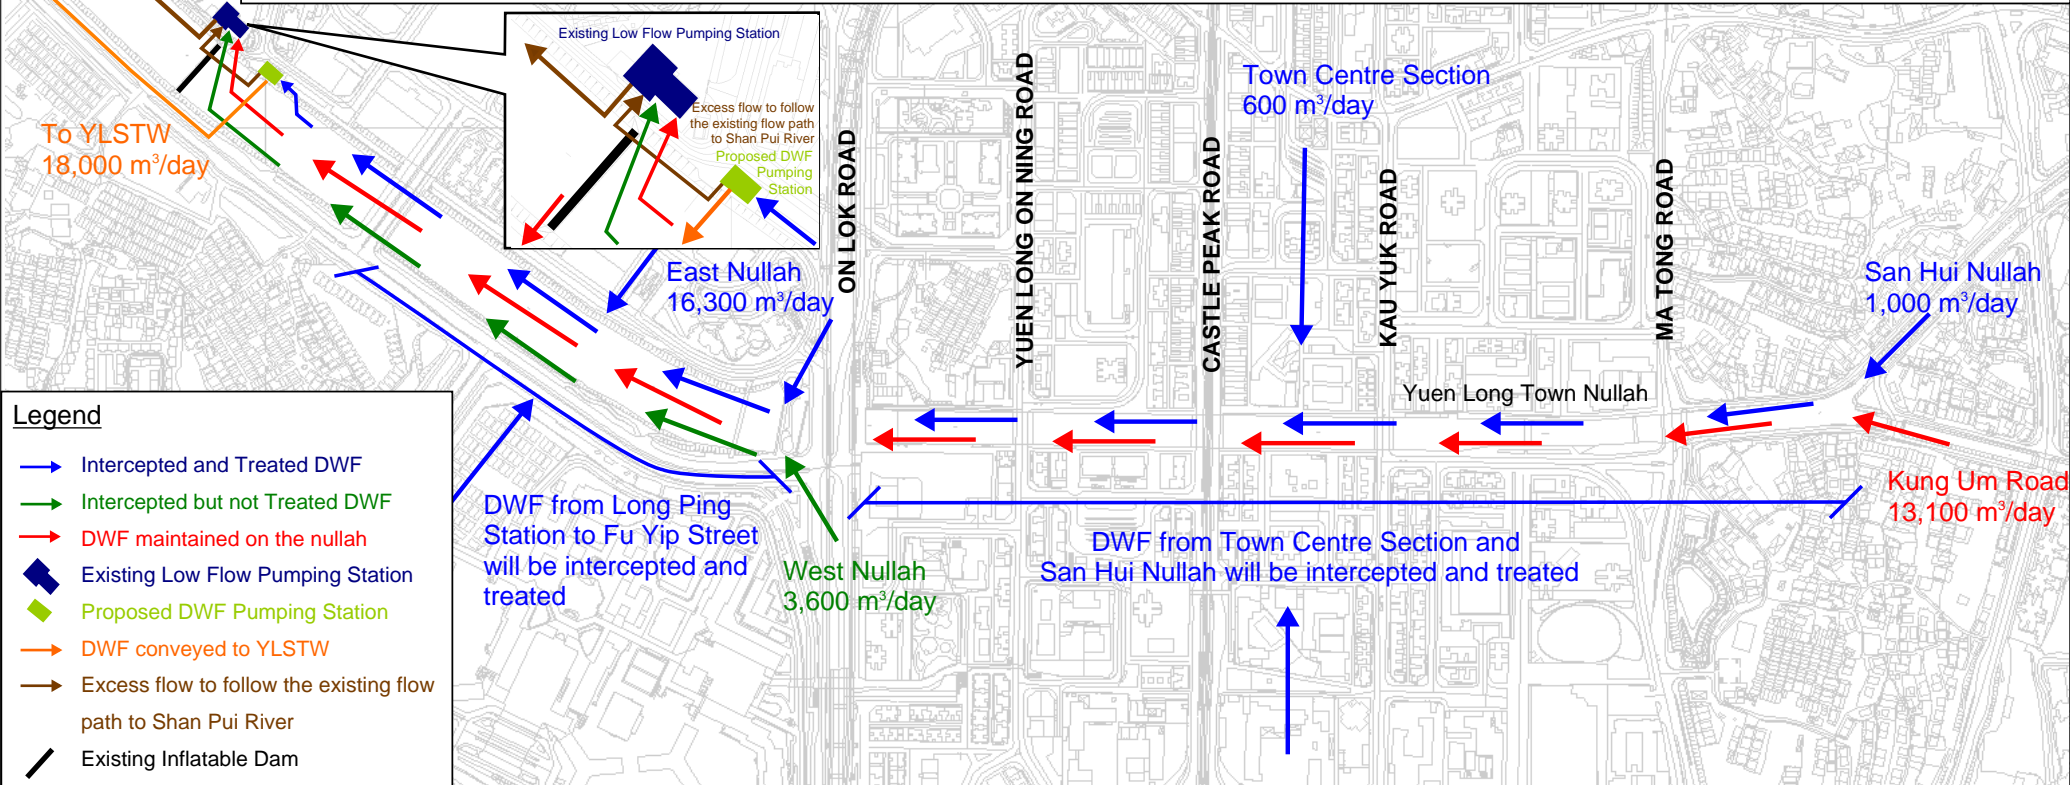 Existing Low Flow Pumping Station
Excess flow to follow
the existing flow path
to Shan Pui River
Proposed DWF
Pumping
Station
To YLSTW
18,000 m³/day
East Nullah
16,300 m³/day
ON LOK ROAD
YUEN LONG ON NING ROAD
CASTLE PEAK ROAD
Town Centre Section
600 m³/day
KAU YUK ROAD
MA TONG ROAD
San Hui Nullah
1,000 m³/day
Yuen Long Town Nullah
Kung Um Road
13,100 m³/day
DWF from Long Ping
Station to Fu Yip Street
will be intercepted and
treated
West Nullah
3,600 m³/day
DWF from Town Centre Section and
San Hui Nullah will be intercepted and treated
Legend
Intercepted and Treated DWF
Intercepted but not Treated DWF
DWF maintained on the nullah
Existing Low Flow Pumping Station
Proposed DWF Pumping Station
DWF conveyed to YLSTW
Excess flow to follow the existing flow
path to Shan Pui River
Existing Inflatable Dam